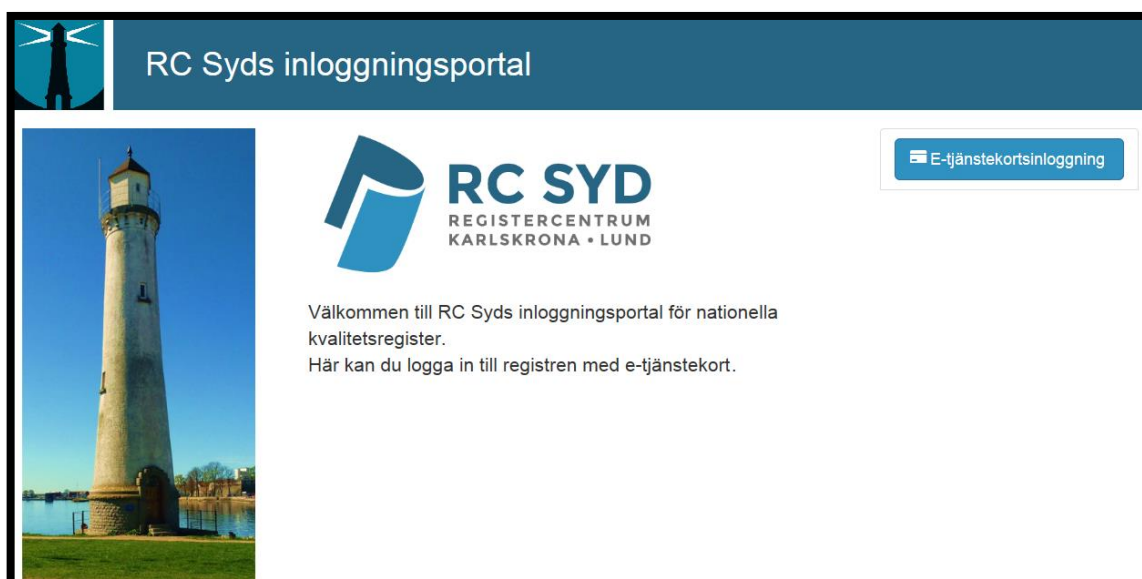 RC Syds inloggningsportal
RC SYD
REGISTERCENTRUM
KARLSKRONA • LUND
E-tjänstekortsinloggning
Välkommen till RC Syds inloggningsportal för nationella
kvalitetsregister.
Här kan du logga in till registren med e-tjänstekort.